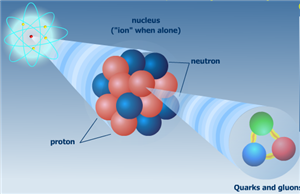 nucleus
("ion" when alone)
neutron
proton
Quarks and gluons